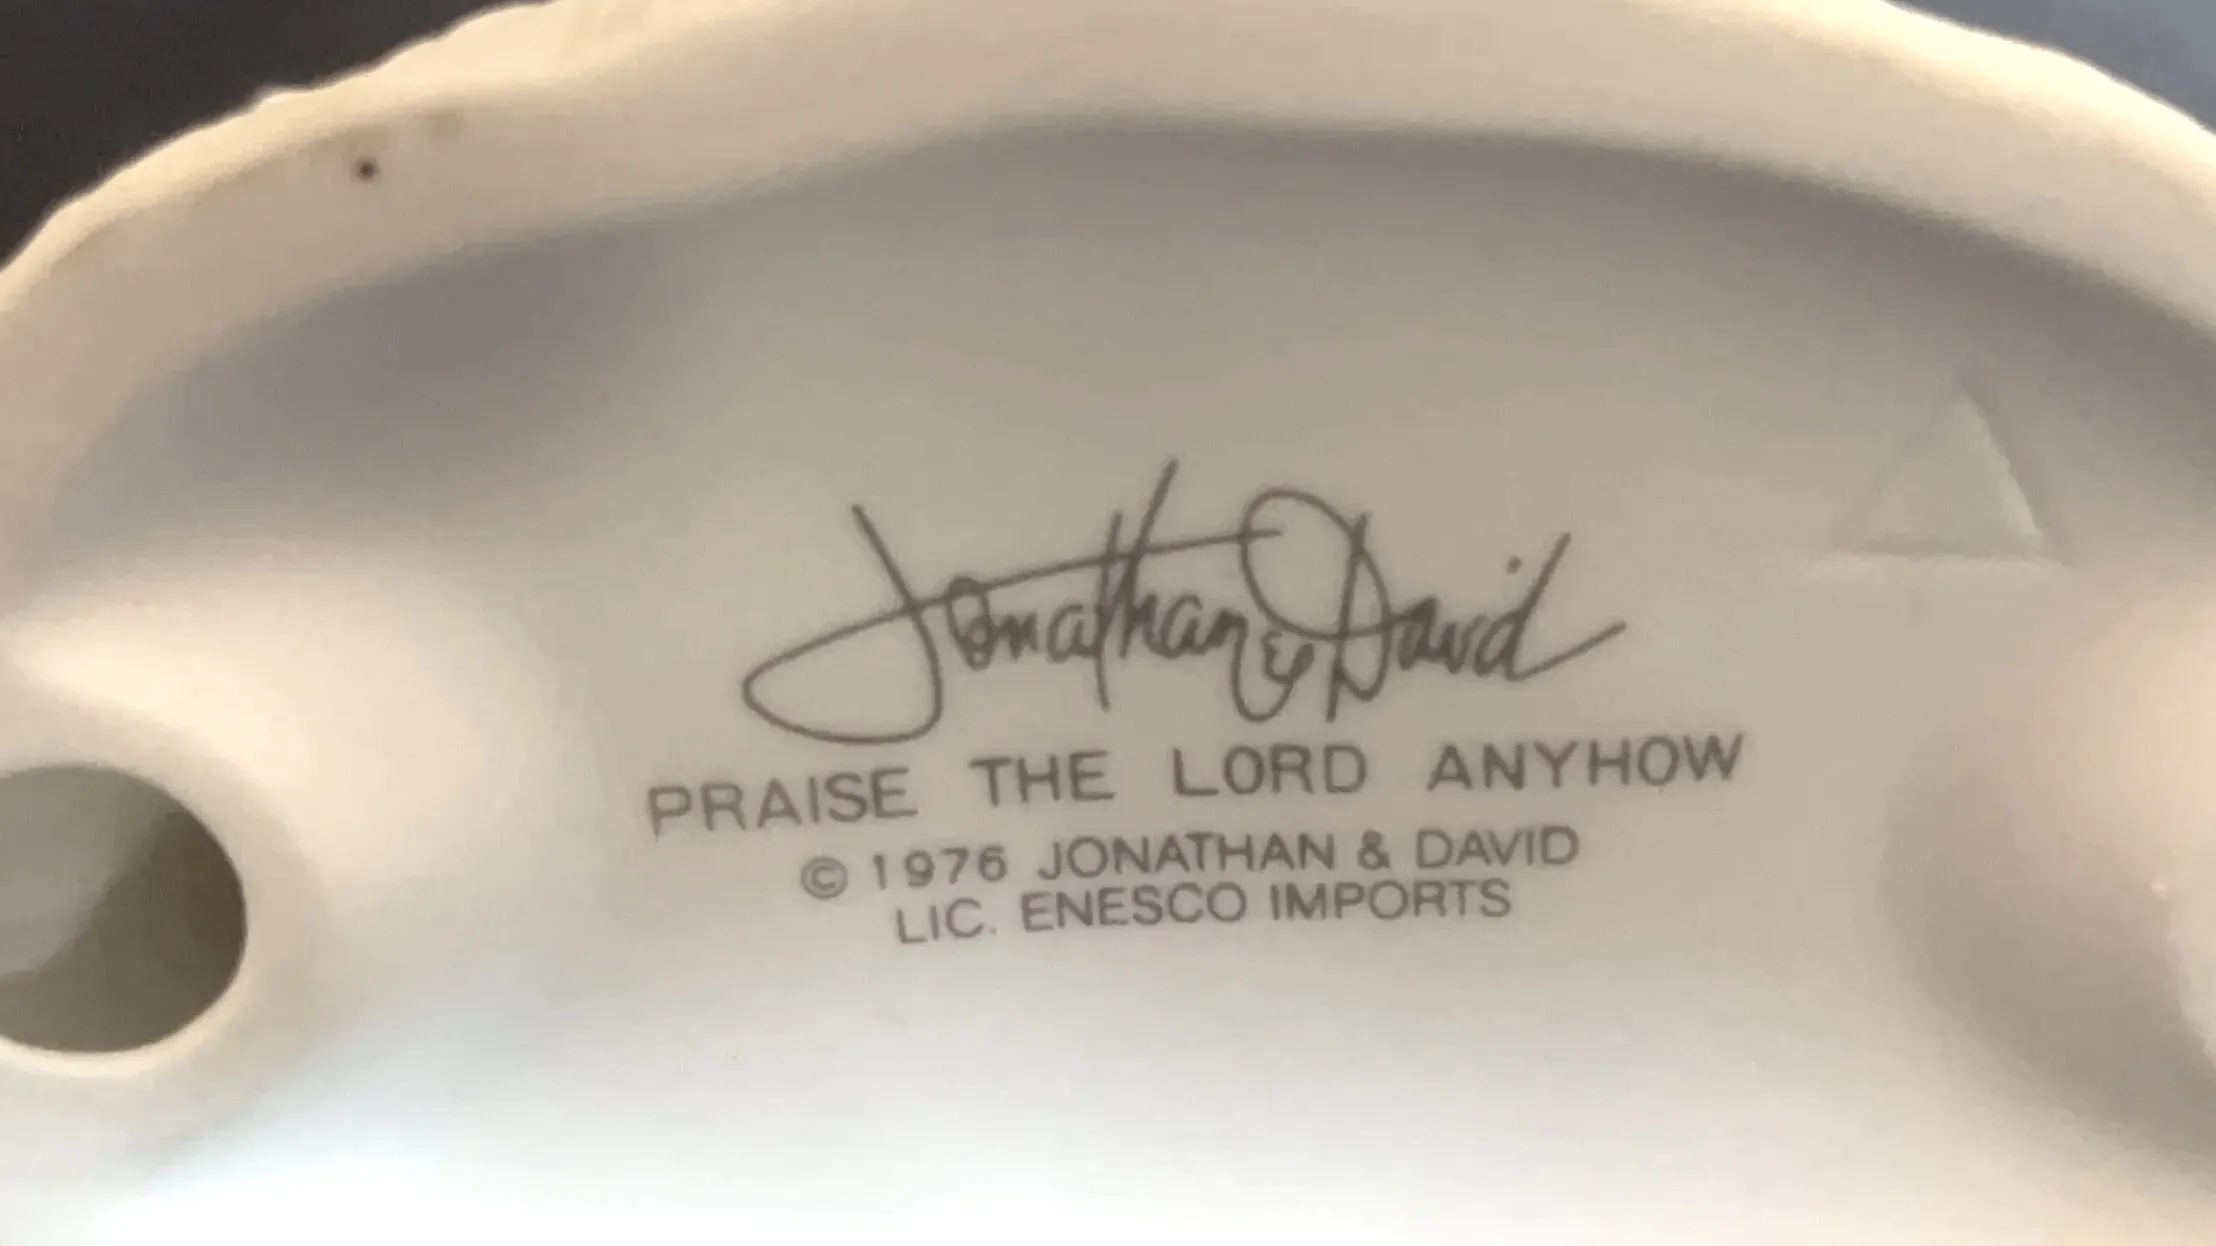 Jonathan & David
PRAISE THE LORD ANYHOW
© 1976 JONATHAN & DAVID
LIC. ENESCO IMPORTS